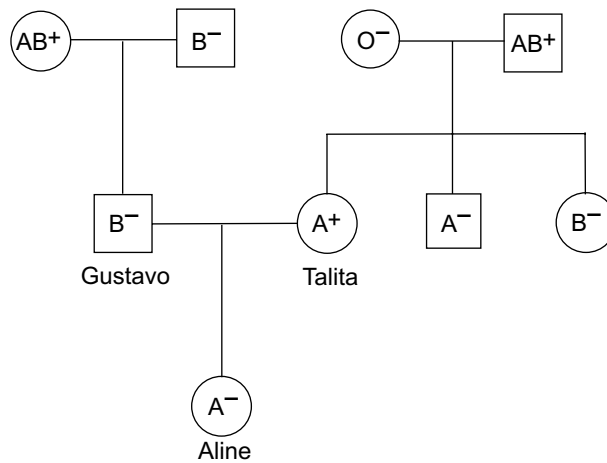 AB⁺ B⁻ O⁻ AB⁺
B⁻ A⁺ A⁻ B⁻
Gustavo Talita
A⁻
Aline